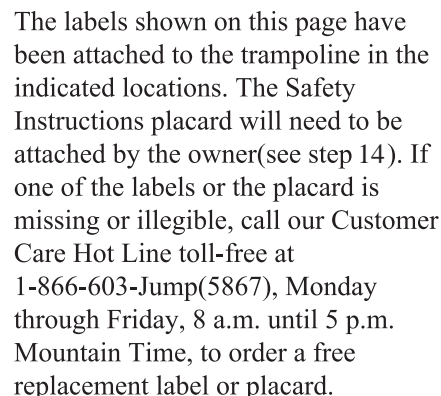 The labels shown on this page have
been attached to the trampoline in the
indicated locations. The Safety
Instructions placard will need to be
attached by the owner(see step 14). If
one of the labels or the placard is
missing or illegible, call our Customer
Care Hot Line toll-free at
1-866-603-Jump(5867), Monday
through Friday, 8 a.m. until 5 p.m.
Mountain Time, to order a free
replacement label or placard.